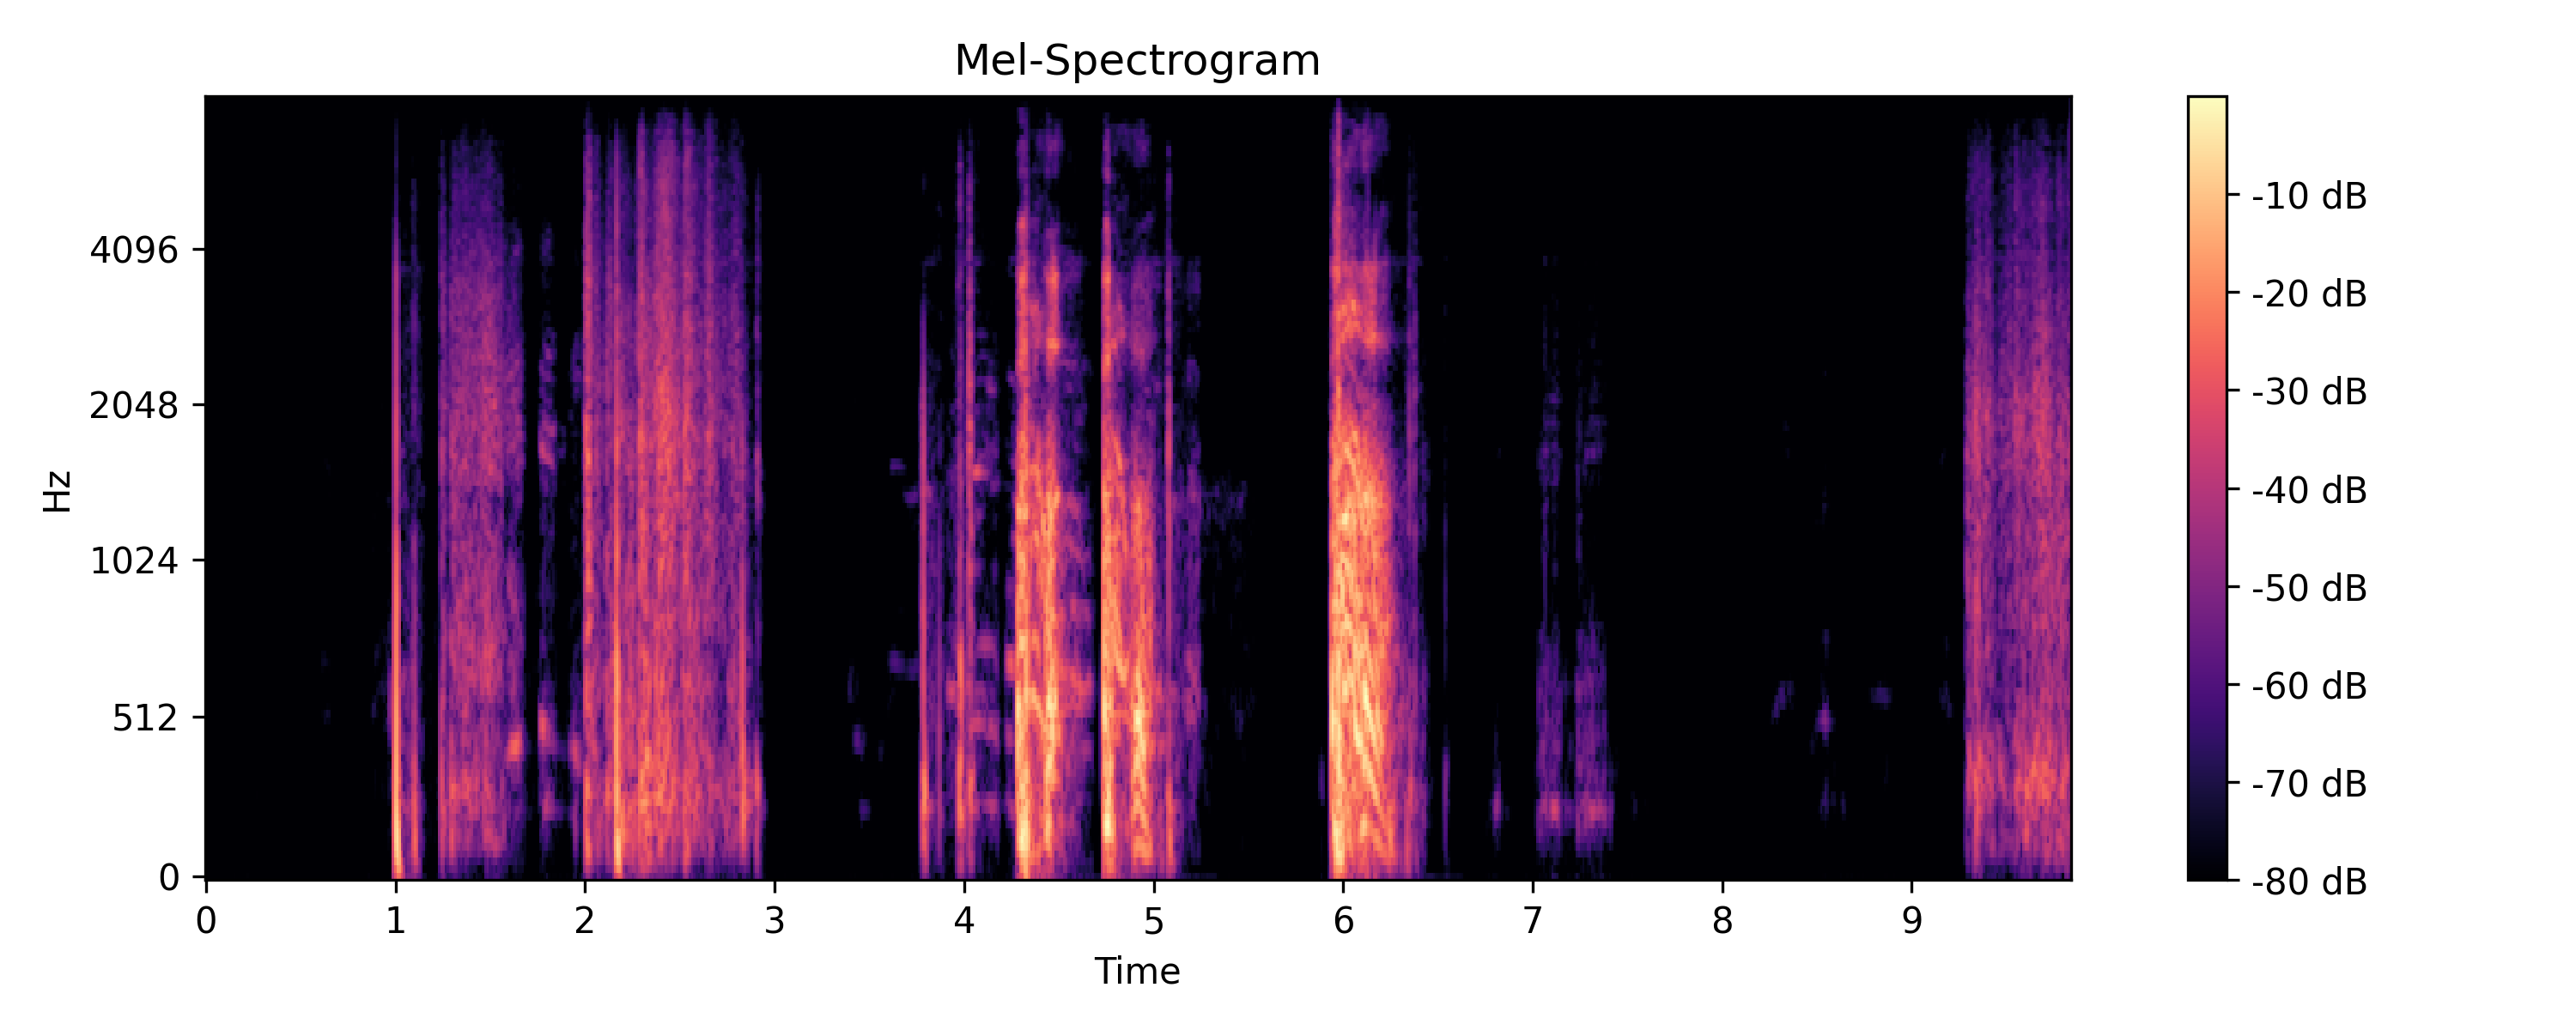 Mel-Spectrogram
Hz
4096
2048
1024
512
0
0 1 2 3 4 5 6 7 8 9
Time
-10 dB
-20 dB
-30 dB
-40 dB
-50 dB
-60 dB
-70 dB
-80 dB